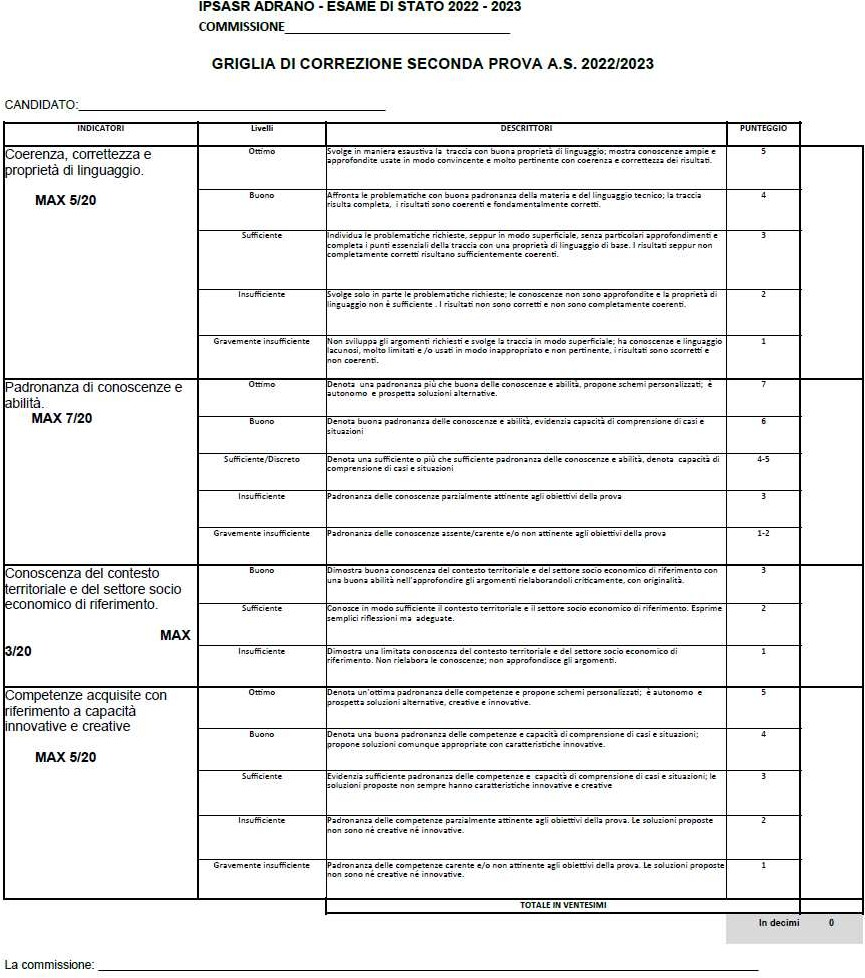 IPSASR ADRANO - ESAME DI STATO 2022 - 2023
COMMISSIONE
GRIGLIA DI CORREZIONE SECONDA PROVA A.S. 2022/2023
CANDIDATO:
INDICATORI Livelli DESCRITTORI PUNTEGGIO
Coerenza, correttezza e
proprietà di linguaggio.
MAX 5/20
Ottimo
Svolge in maniera esaustiva la traccia con buona proprietà di linguaggio; mostra conoscenze ampie e
approfondite usate in modo convincente e molto pertinente con coerenza e correttezza dei risultati.
5
Buono
Affronta le problematiche con buona padronanza della materia e del linguaggio tecnico; la traccia
risulta completa, i risultati sono coerenti e fondamentalmente corretti.
4
Sufficiente
Individua le problematiche richieste, seppur in modo superficiale, senza particolari approfondimenti e
completa i punti essenziali della traccia con una proprietà di linguaggio di base. I risultati seppur non
completamente corretti risultano sufficientemente coerenti.
3
Insufficiente
Svolge solo in parte le problematiche richieste; le conoscenze non sono approfondite e la proprietà di
linguaggio non è sufficiente . I risultati non sono corretti e non sono completamente coerenti.
2
Gravemente insufficiente
Non sviluppa gli argomenti richiesti e svolge la traccia in modo superficiale; ha conoscenze e linguaggio
lacunosi, molto limitati e /o usati in modo inappropriato e non pertinente, i risultati sono scorretti e
non coerenti.
1
Padronanza di conoscenze e
abilità.
MAX 7/20
Ottimo
Denota una padronanza più che buona delle conoscenze e abilità, propone schemi personalizzati; è
autonomo e prospetta soluzioni alternative.
7
Buono
Denota buona padronanza delle conoscenze e abilità, evidenzia capacità di comprensione di casi e
situazioni
6
Sufficiente/Discreto
Denota una sufficiente o più che sufficiente padronanza delle conoscenze e abilità, denota capacità di
comprensione di casi e situazioni
4-5
Insufficiente
Padronanza delle conoscenze parzialmente attinente agli obiettivi della prova
3
Gravemente insufficiente
Padronanza delle conoscenze assente/carente e/o non attinente agli obiettivi della prova
1-2
Conoscenza del contesto
territoriale e del settore socio
economico di riferimento.
MAX
3/20
Buono
Dimostra buona conoscenza del contesto territoriale e del settore socio economico di riferimento con
una buona abilità nell'approfondire gli argomenti rielaborandoli criticamente, con originalità.
3
Sufficiente
Conosce in modo sufficiente il contesto territoriale e il settore socio economico di riferimento. Esprime
semplici riflessioni ma adeguate.
2
Insufficiente
Dimostra una limitata conoscenza del contesto territoriale e del settore socio economico di
riferimento. Non rielabora le conoscenze; non approfondisce gli argomenti.
1
Competenze acquisite con
riferimento a capacità
innovative e creative
MAX 5/20
Ottimo
Denota un'ottima padronanza delle competenze e propone schemi personalizzati; è autonomo e
prospetta soluzioni alternative, creative e innovative.
5
Buono
Denota una buona padronanza delle competenze e capacità di comprensione di casi e situazioni;
propone soluzioni comunque appropriate con caratteristiche innovative.
4
Sufficiente
Evidenzia sufficiente padronanza delle competenze e capacità di comprensione di casi e situazioni; le
soluzioni proposte non sempre hanno caratteristiche innovative e creative
3
Insufficiente
Padronanza delle competenze parzialmente attinente agli obiettivi della prova. Le soluzioni proposte
non sono nè creative nè innovative.
2
Gravemente insufficiente
Padronanza delle competenze carente e/o non attinente agli obiettivi della prova. Le soluzioni proposte
non sono nè creative nè innovative.
1
TOTALE IN VENTESIMI
In decimi 0
La commissione: